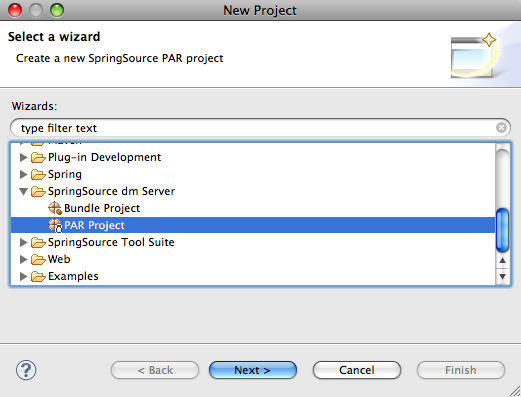 New Project
Select a wizard
Create a new SpringSource PAR project
Wizards:
type filter text
Maven
Plug-in Development
Spring
SpringSource dm Server
Bundle Project
PAR Project
SpringSource Tool Suite
Web
Examples
?
< Back
Next >
Cancel
Finish